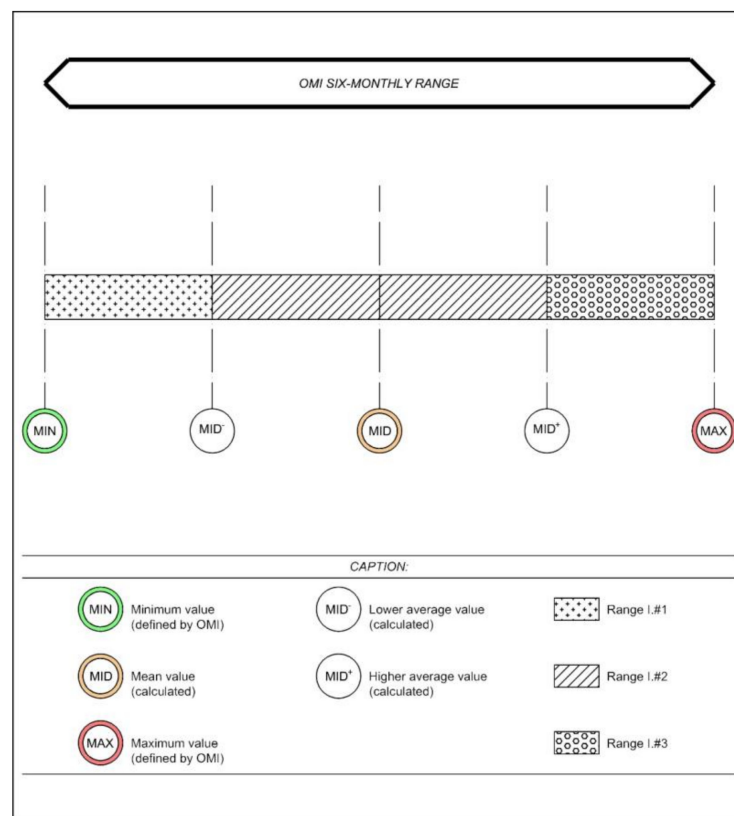 OMI SIX-MONTHLY RANGE
MIN
MID⁻
MID
MID⁺
MAX
CAPTION:
MIN Minimum value
(defined by OMI)
MID⁻ Lower average value
(calculated)
Range I.#1
MID Mean value
(calculated)
MID⁺ Higher average value
(calculated)
Range I.#2
MAX Maximum value
(defined by OMI)
Range I.#3